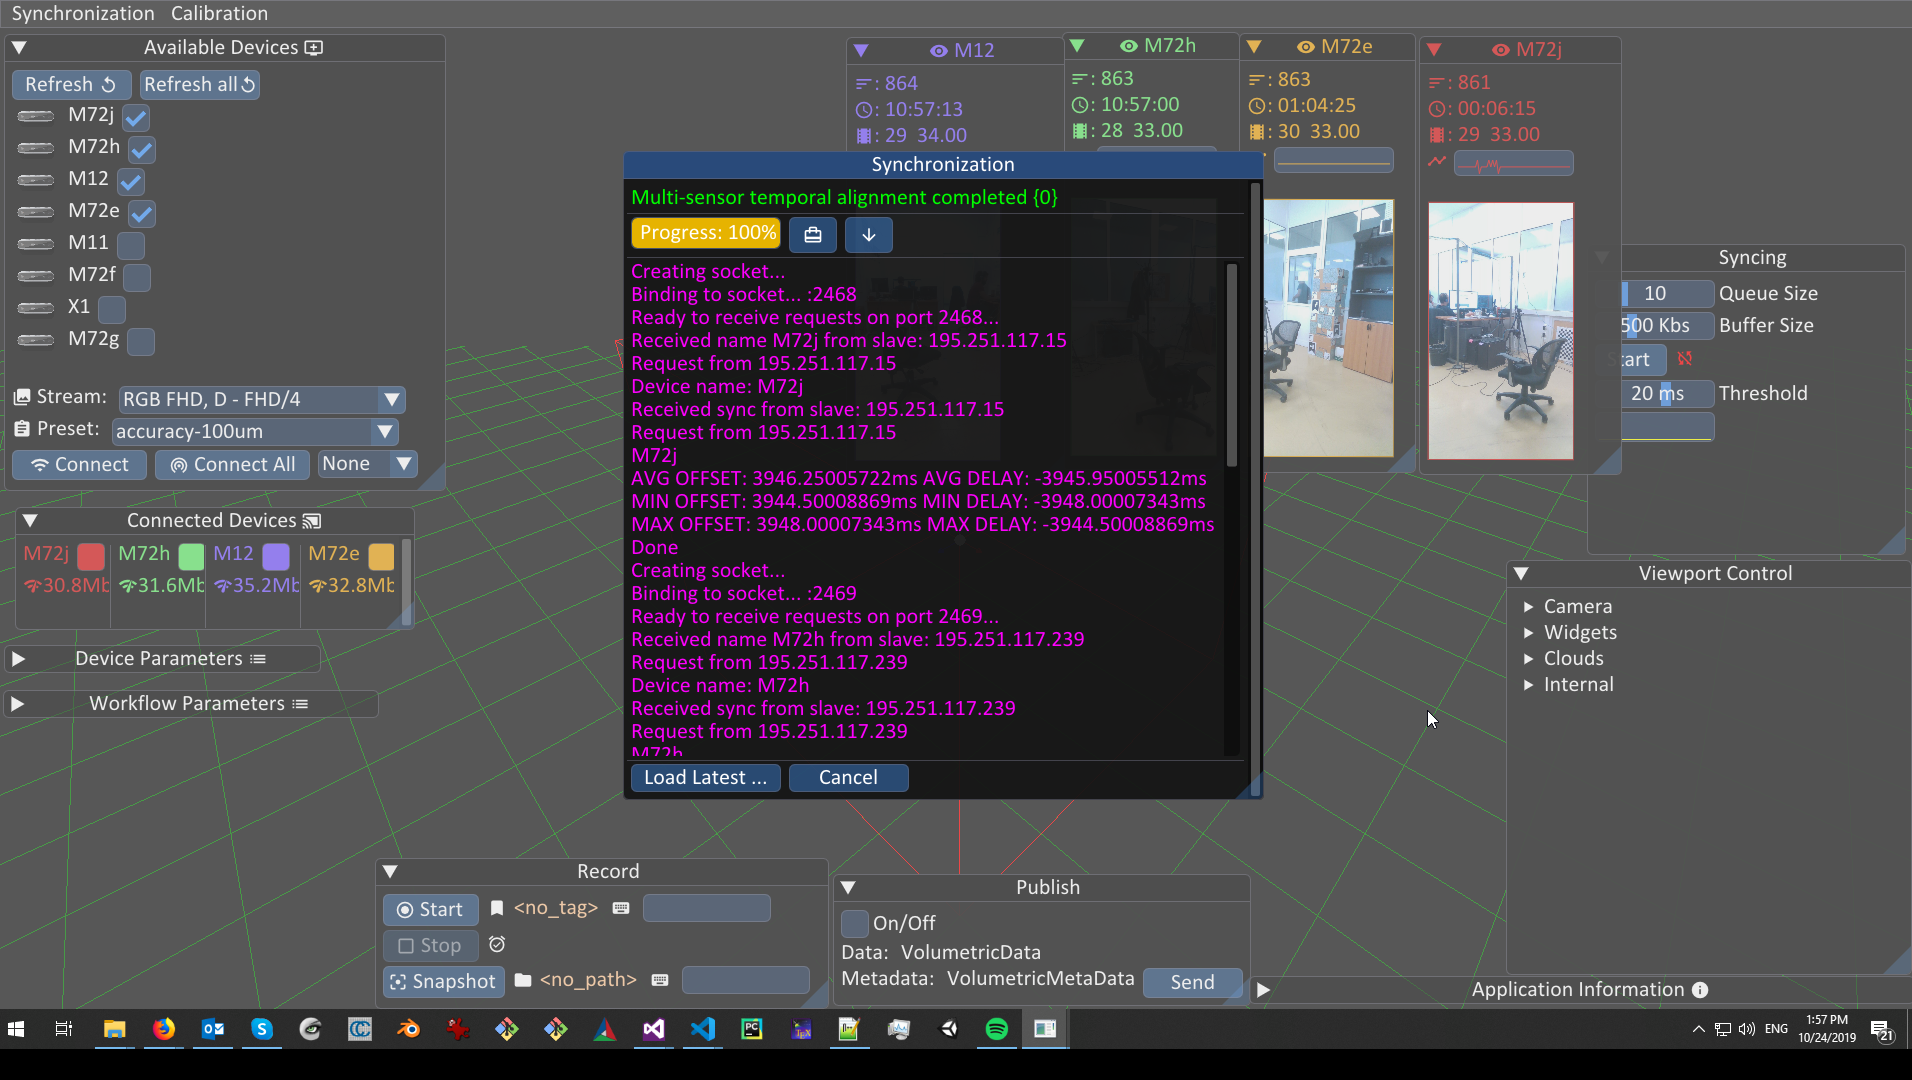 Synchronization Calibration
Available Devices
Refresh Refresh all
M72j
M72h
M12
M72e
M11
M72f
X1
M72g
Stream: RGB FHD, D - FHD/4
Preset: accuracy-100um
Connect Connect All None
Connected Devices
M72j M72h M12 M72e
30.8Mb 31.6Mb 35.2Mb 32.8Mb
Device Parameters
Workflow Parameters
M12
: 864
: 10:57:13
: 29 34.00
M72h
: 863
: 10:57:00
: 28 33.00
M72e
: 863
: 01:04:25
: 30 33.00
M72j
: 861
: 00:06:15
: 29 33.00
Synchronization
Multi-sensor temporal alignment completed {0}
Progress: 100%
Creating socket...
Binding to socket... :2468
Ready to receive requests on port 2468...
Received name M72j from slave: 195.251.117.15
Request from 195.251.117.15
Device name: M72j
Received sync from slave: 195.251.117.15
Request from 195.251.117.15
M72j
AVG OFFSET: 3946.25005722ms AVG DELAY: -3945.95005512ms
MIN OFFSET: 3944.50008869ms MIN DELAY: -3948.00007343ms
MAX OFFSET: 3948.00007343ms MAX DELAY: -3944.50008869ms
Done
Creating socket...
Binding to socket... :2469
Ready to receive requests on port 2469...
Received name M72h from slave: 195.251.117.239
Request from 195.251.117.239
Device name: M72h
Received sync from slave: 195.251.117.239
Request from 195.251.117.239
M72h
Load Latest ... Cancel
Syncing
10 Queue Size
500 Kbs Buffer Size
tart
20 ms Threshold
Viewport Control
Camera
Widgets
Clouds
Internal
Record
Start <no_tag>
Stop
Snapshot <no_path>
Publish
On/Off
Data: VolumetricData
Metadata: VolumetricMetaData Send
Application Information
ENG
1:57 PM
10/24/2019
21